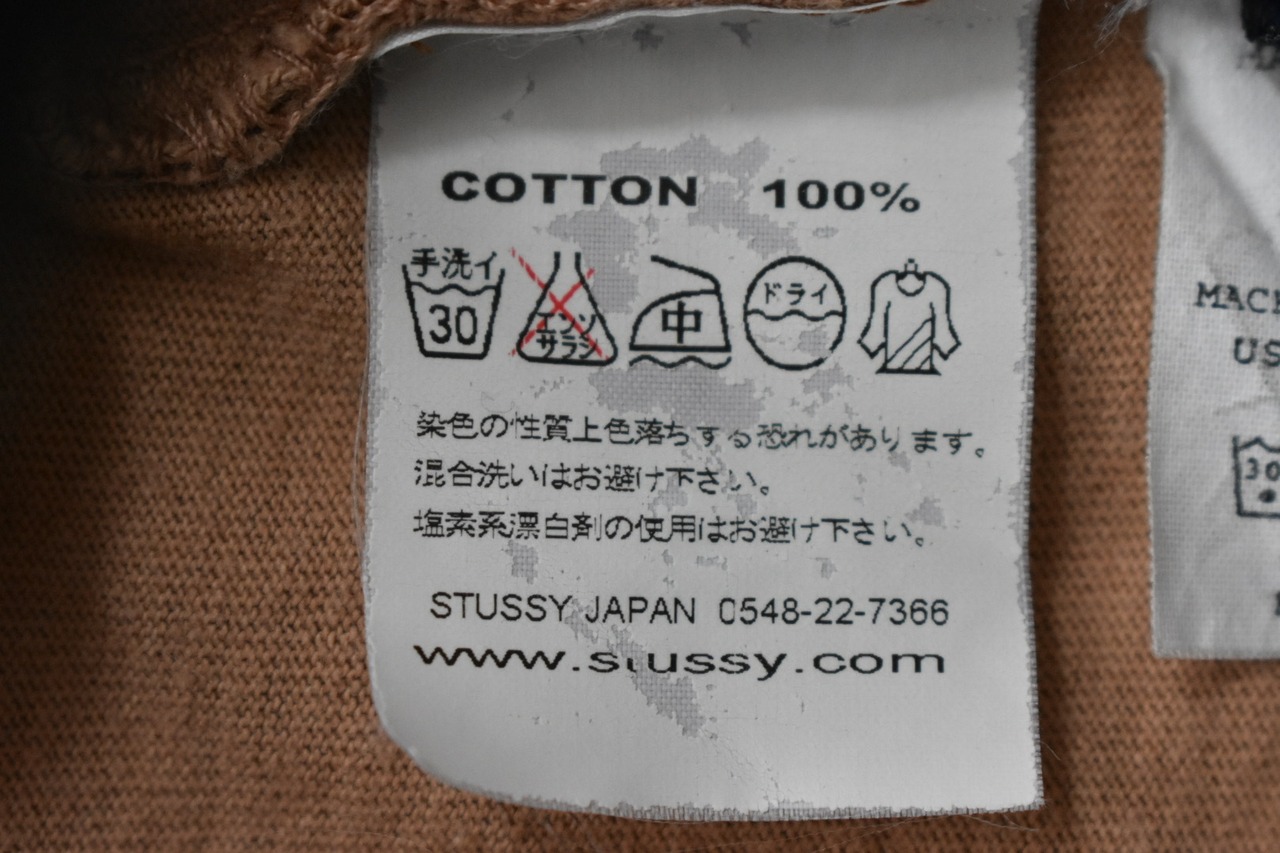 COTTON 100%
手洗イ
30
エンソ
サラシ
中
ドライ
染色の性質上色落ちする恐れがあります。
混合洗いはお避け下さい。
塩素系漂白剤の使用はお避け下さい。
STUSSY JAPAN 0548-22-7366
www.stussy.com
30